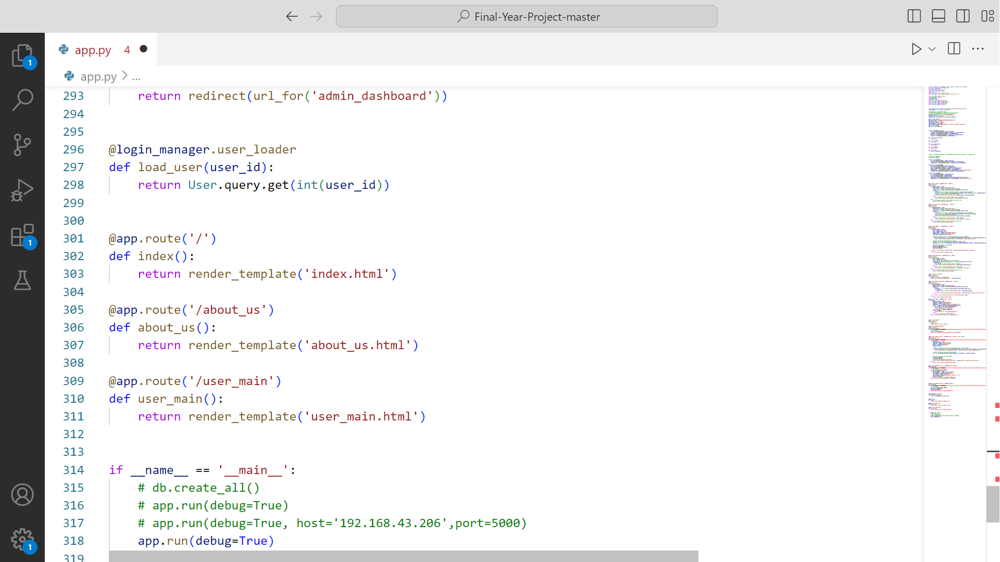 Final-Year-Project-master
1
app.py 4
app.py > ...
293 return redirect(url_for('admin_dashboard'))
294
295
296 @login_manager.user_loader
297 def load_user(user_id):
298 return User.query.get(int(user_id))
299
300
301 @app.route('/')
302 def index():
303 return render_template('index.html')
304
305 @app.route('/about_us')
306 def about_us():
307 return render_template('about_us.html')
308
309 @app.route('/user_main')
310 def user_main():
311 return render_template('user_main.html')
312
313
314 if __name__ == '__main__':
315 # db.create_all()
316 # app.run(debug=True)
317 # app.run(debug=True, host='192.168.43.206',port=5000)
318 app.run(debug=True)
319
1
1